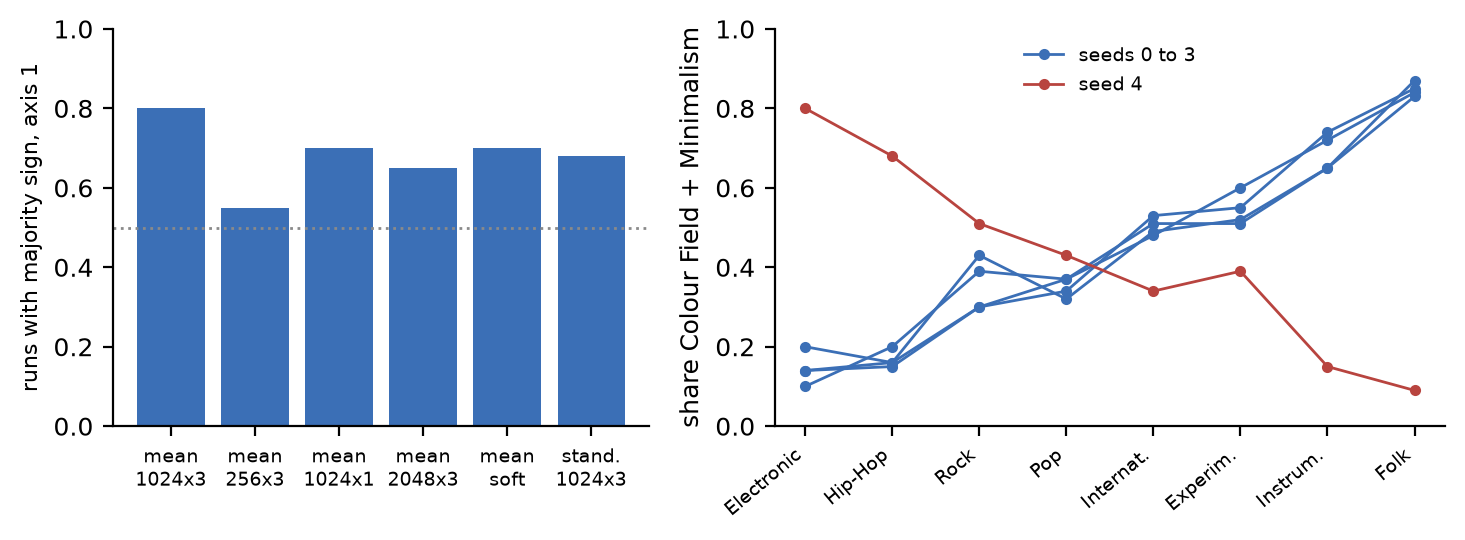 runs with majority sign, axis 1
1.0
0.8
0.6
0.4
0.2
0.0
mean
1024x3
mean
256x3
mean
1024x1
mean
2048x3
mean
soft
stand.
1024x3
share Colour Field + Minimalism
1.0
0.8
0.6
0.4
0.2
0.0
seeds 0 to 3
seed 4
Electronic
Hip-Hop
Rock
Pop
Internat.
Experim.
Instrum.
Folk